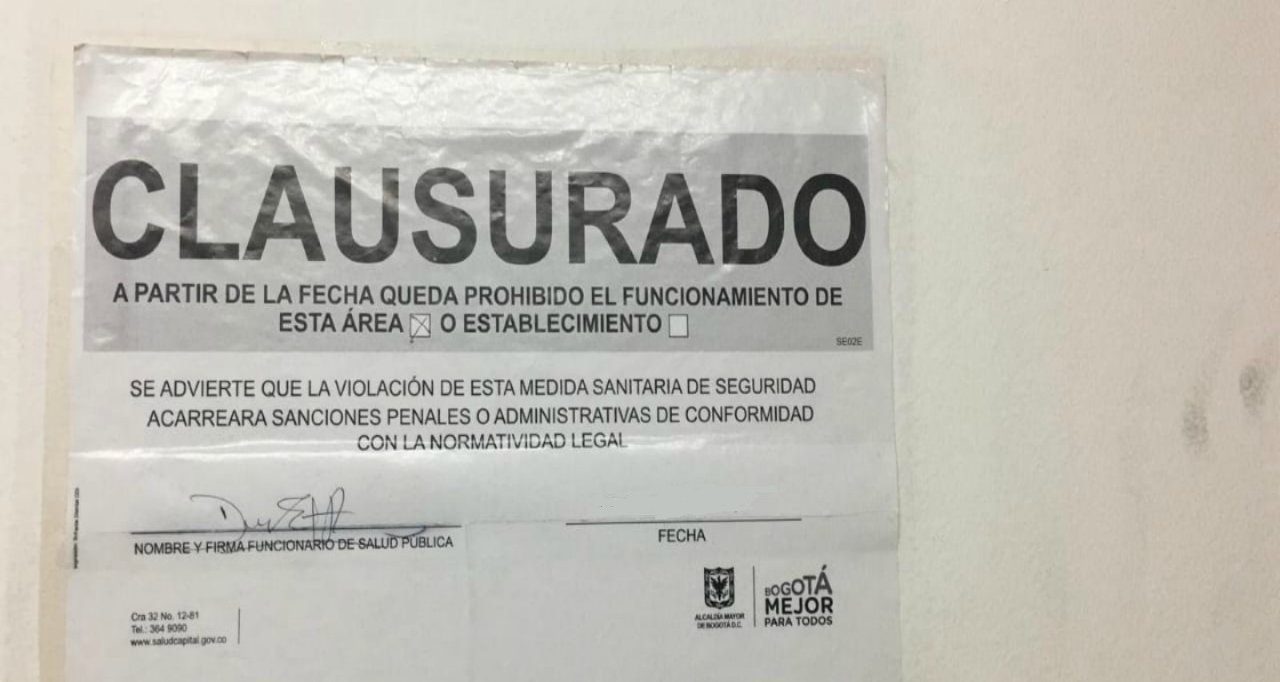 CLAUSURADO
A PARTIR DE LA FECHA QUEDA PROHIBIDO EL FUNCIONAMIENTO DE
ESTA ÁREA ☒ O ESTABLECIMIENTO ☐
SE02E
SE ADVIERTE QUE LA VIOLACIÓN DE ESTA MEDIDA SANITARIA DE SEGURIDAD
ACARREARA SANCIONES PENALES O ADMINISTRATIVAS DE CONFORMIDAD
CON LA NORMATIVIDAD LEGAL
NOMBRE Y FIRMA FUNCIONARIO DE SALUD PÚBLICA
FECHA
Cra 32 No. 12-81
Tel.: 364 9090
www.saludcapital.gov.co
ALCALDÍA MAYOR
DE BOGOTÁ D.C.
BOGOTÁ
MEJOR
PARA TODOS